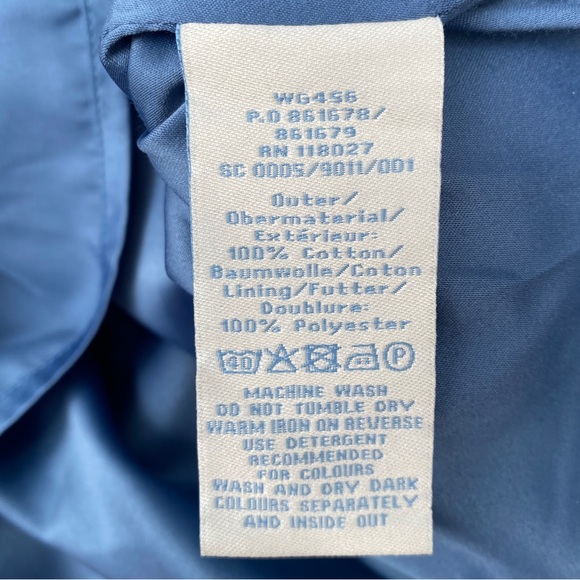 WG456
P.O 861678/
861679
RN 118027
SC 0005/9011/001
Outer/
Obermaterial/
Extérieur:
100% Cotton/
Baumwolle/Coton
Lining/Futter/
Doublure:
100% Polyester
40 P
MACHINE WASH
DO NOT TUMBLE DRY
WARM IRON ON REVERSE
USE DETERGENT
RECOMMENDED
FOR COLOURS
WASH AND DRY DARK
COLOURS SEPARATELY
AND INSIDE OUT